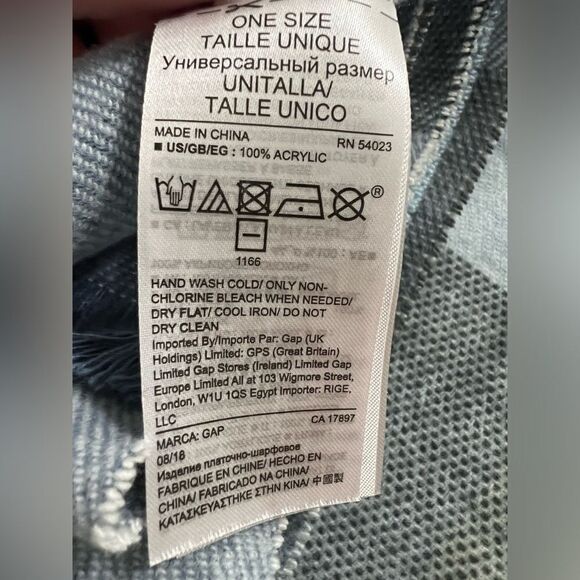 ONE SIZE
TAILLE UNIQUE
Универсальный размер
UNITALLA/
TALLE UNICO
MADE IN CHINA RN 54023
■ US/GB/EG : 100% ACRYLIC
®
1166
HAND WASH COLD/ ONLY NON-
CHLORINE BLEACH WHEN NEEDED/
DRY FLAT/ COOL IRON/ DO NOT
DRY CLEAN
Imported By/Importe Par: Gap (UK
Holdings) Limited: GPS (Great Britain)
Limited Gap Stores (Ireland) Limited Gap
Europe Limited All at 103 Wigmore Street,
London, W1U 1QS Egypt Importer: RIGE,
LLC
CA 17897
MARCA: GAP
08/18
Изделие платочно-шарфовое
FABRIQUE EN CHINE/ HECHO EN
CHINA/ FABRICADO NA CHINA/
ΚΑΤΑΣΚΕΥΑΣΤΗΚΕ ΣΤΗΝ ΚΙΝΑ/ 中國製